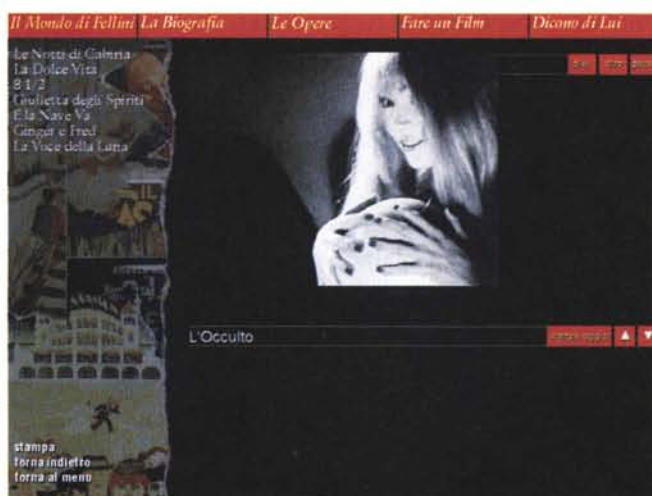 Il Mondo di Fellini La Biografia Le Opere Fare un Film Dicono di Lui
Le Notti di Cabiria
La Dolce Vita
8 1/2
Giulietta degli Spiriti
E la Nave Va
Ginger e Fred
La Voce della Luna
L'Occulto
stampa
torna indietro
torna al menu